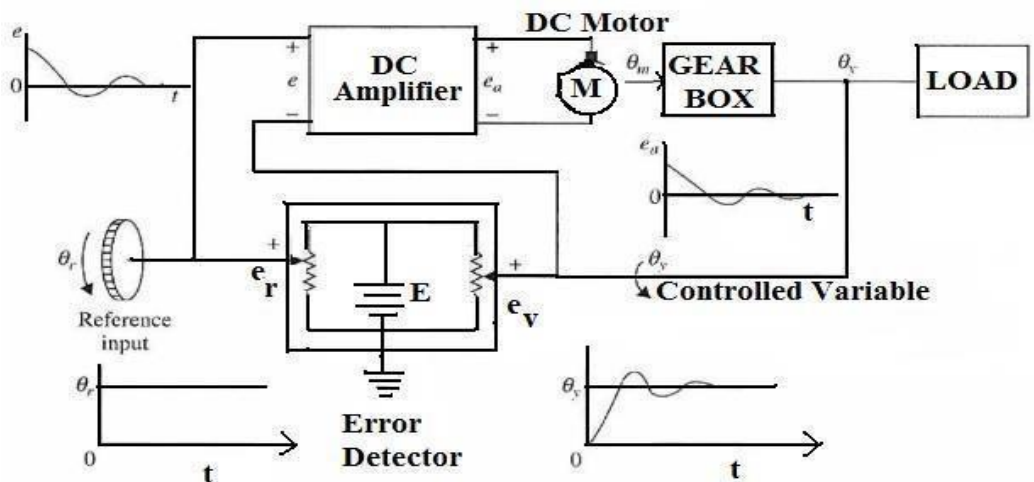 DC Motor
e
0
t
+
e
−
DC
Amplifier
+
e_a
−
M
θ_m
GEAR
BOX
θ_v
LOAD
e_a
0
t
θ_r
Reference
input
+
e_r
E
+
e_v
θ_y
Controlled Variable
θ_r
0
t
Error
Detector
θ_y
0
t